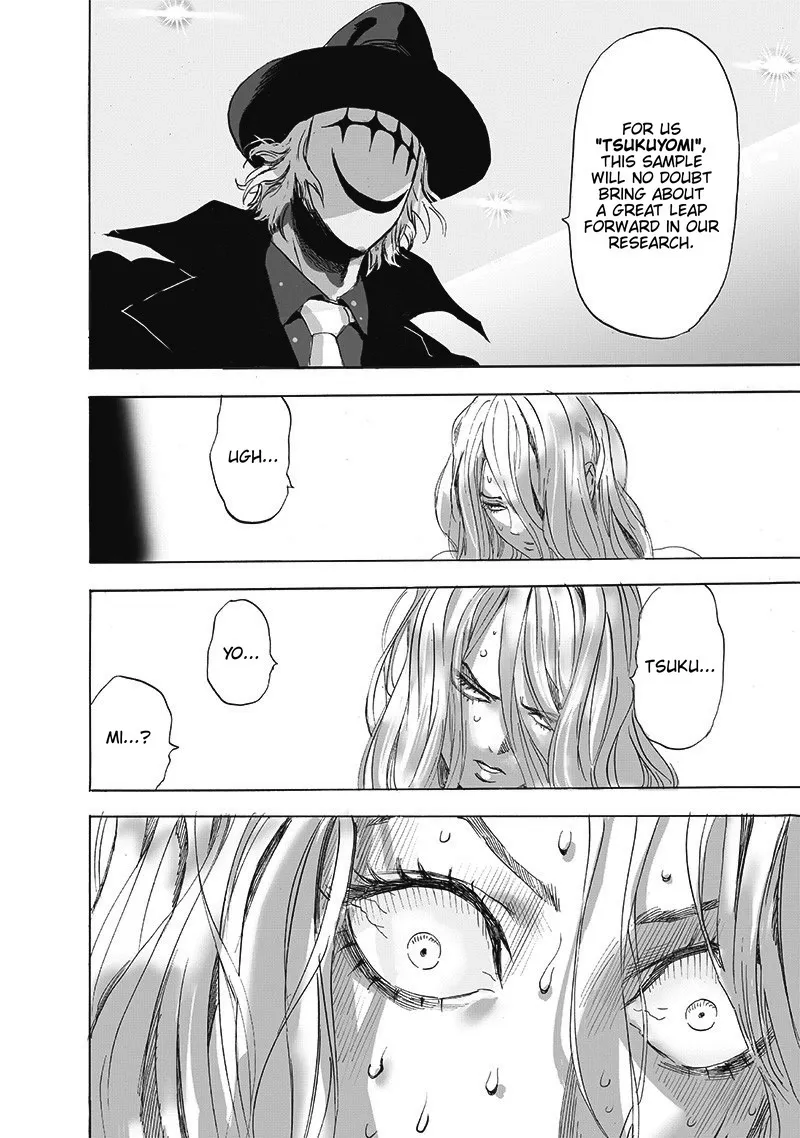 FOR US
"TSUKUYOMI",
THIS SAMPLE
WILL NO DOUBT
BRING ABOUT
A GREAT LEAP
FORWARD IN OUR
RESEARCH.
UGH...
TSUKU...
YO...
MI...?